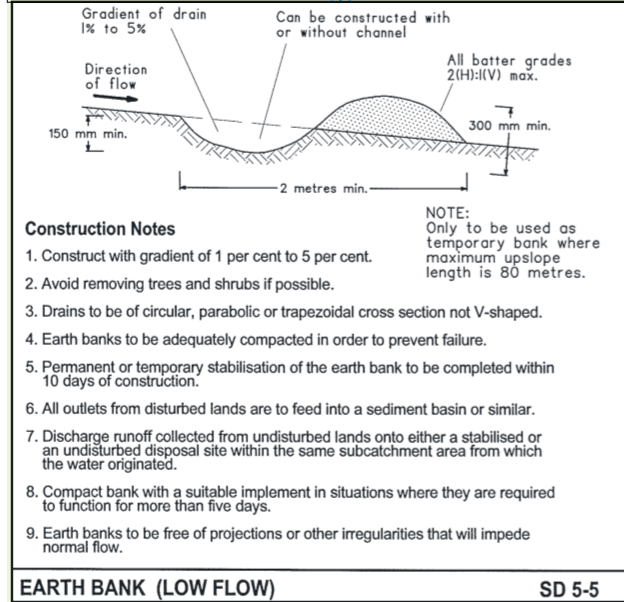 Gradient of drain
1% to 5%
Can be constructed with
or without channel
Direction
of flow
All batter grades
2(H):1(V) max.
150 mm min.
300 mm min.
2 metres min.
NOTE:
Only to be used as
temporary bank where
maximum upslope
length is 80 metres.
Construction Notes
1. Construct with gradient of 1 per cent to 5 per cent.
2. Avoid removing trees and shrubs if possible.
3. Drains to be of circular, parabolic or trapezoidal cross section not V-shaped.
4. Earth banks to be adequately compacted in order to prevent failure.
5. Permanent or temporary stabilisation of the earth bank to be completed within
10 days of construction.
6. All outlets from disturbed lands are to feed into a sediment basin or similar.
7. Discharge runoff collected from undisturbed lands onto either a stabilised or
an undisturbed disposal site within the same subcatchment area from which
the water originated.
8. Compact bank with a suitable implement in situations where they are required
to function for more than five days.
9. Earth banks to be free of projections or other irregularities that will impede
normal flow.
EARTH BANK (LOW FLOW)
SD 5-5